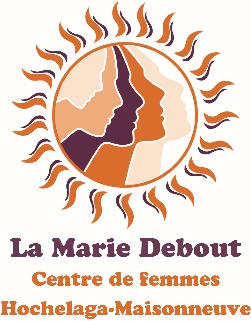 La Marie Debout
Centre de femmes
Hochelaga-Maisonneuve